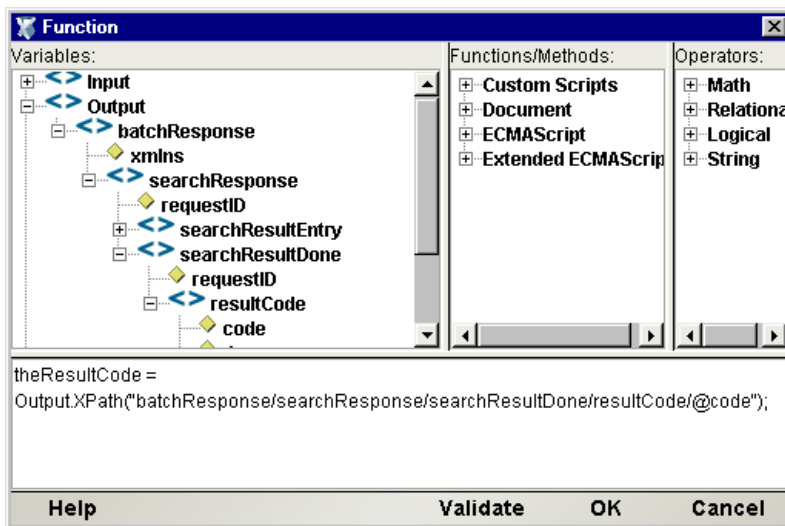 Function
Variables:
Functions/Methods:
Operators:
Input
Output
batchResponse
xmlns
searchResponse
requestID
searchResultEntry
searchResultDone
requestID
resultCode
code
Custom Scripts
Document
ECMAScript
Extended ECMAScrip
Math
Relationa
Logical
String
theResultCode =
Output.XPath("batchResponse/searchResponse/searchResultDone/resultCode/@code");
Help
Validate
OK
Cancel